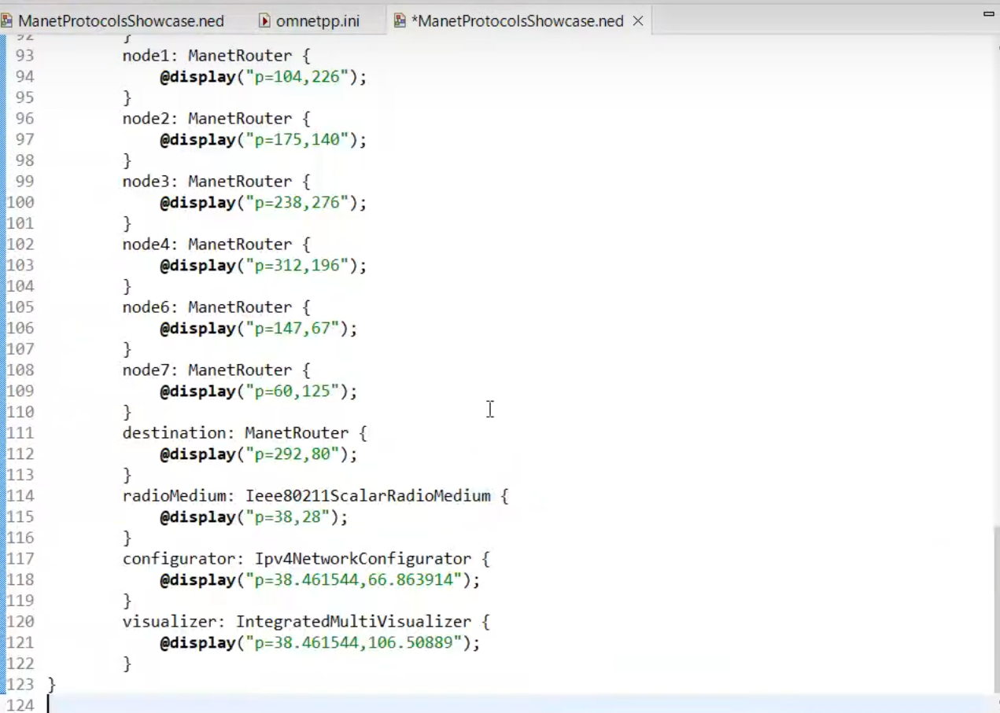 ManetProtocolsShowcase.ned omnetpp.ini *ManetProtocolsShowcase.ned
92 }
93 node1: ManetRouter {
94 @display("p=104,226");
95 }
96 node2: ManetRouter {
97 @display("p=175,140");
98 }
99 node3: ManetRouter {
100 @display("p=238,276");
101 }
102 node4: ManetRouter {
103 @display("p=312,196");
104 }
105 node6: ManetRouter {
106 @display("p=147,67");
107 }
108 node7: ManetRouter {
109 @display("p=60,125");
110 }
111 destination: ManetRouter {
112 @display("p=292,80");
113 }
114 radioMedium: Ieee80211ScalarRadioMedium {
115 @display("p=38,28");
116 }
117 configurator: Ipv4NetworkConfigurator {
118 @display("p=38.461544,66.863914");
119 }
120 visualizer: IntegratedMultiVisualizer {
121 @display("p=38.461544,106.50889");
122 }
123 }
124